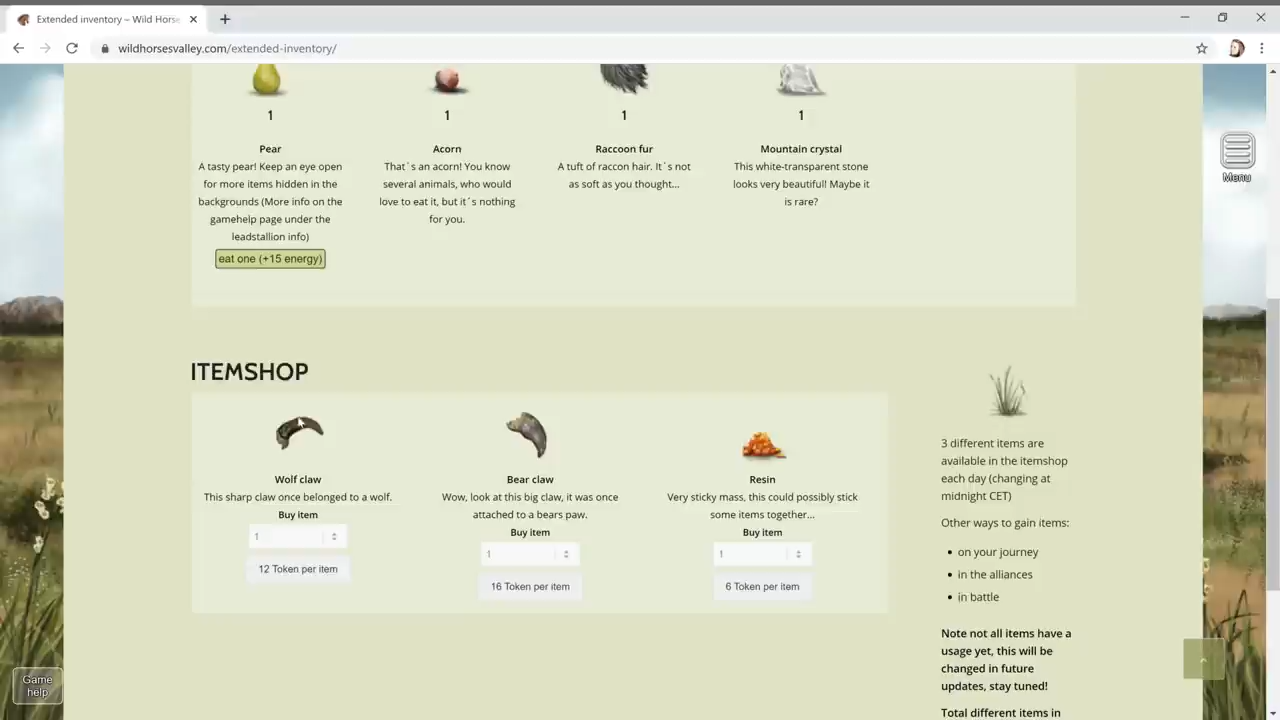 Extended inventory – Wild Horse
wildhorsesvalley.com/extended-inventory/
1
1
1
1
Pear
A tasty pear! Keep an eye open
for more items hidden in the
backgrounds (More info on the
gamehelp page under the
leadstallion info)
eat one (+15 energy)
Acorn
That´s an acorn! You know
several animals, who would
love to eat it, but it´s nothing
for you.
Raccoon fur
A tuft of raccon hair. It´s not
as soft as you thought...
Mountain crystal
This white-transparent stone
looks very beautiful! Maybe it
is rare?
Menu
ITEMSHOP
Wolf claw
This sharp claw once belonged to a wolf.
Buy item
1
12 Token per item
Bear claw
Wow, look at this big claw, it was once
attached to a bears paw.
Buy item
1
16 Token per item
Resin
Very sticky mass, this could possibly stick
some items together...
Buy item
1
6 Token per item
3 different items are
available in the itemshop
each day (changing at
midnight CET)
Other ways to gain items:
on your journey
in the alliances
in battle
Note not all items have a
usage yet, this will be
changed in future
updates, stay tuned!
Total different items in
Game
help